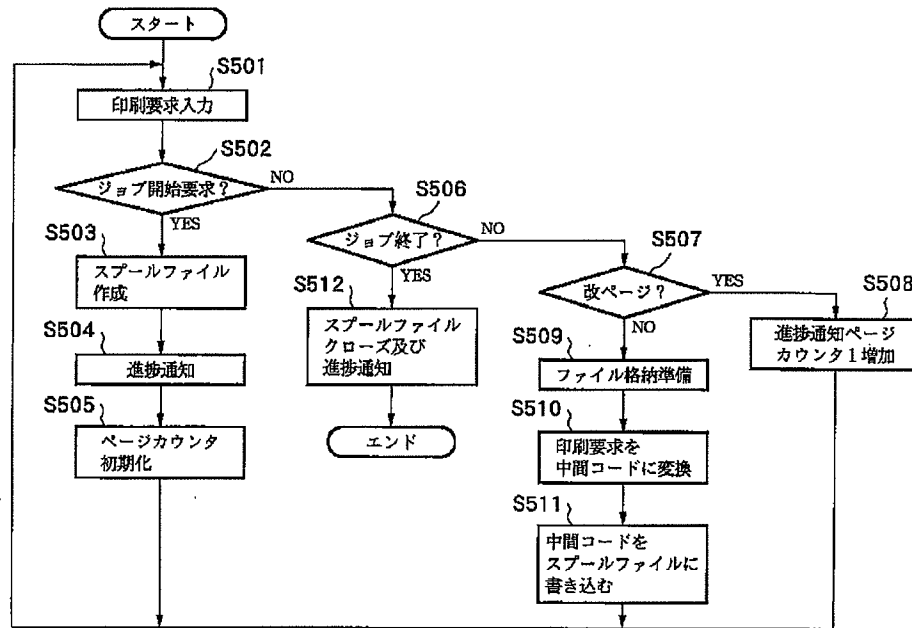 スタート
S501
印刷要求入力
S502
ジョブ開始要求?
NO
YES
S503
スプールファイル
作成
S504
進捗通知
S505
ページカウンタ
初期化
S506
ジョブ終了?
NO
YES
S512
スプールファイル
クローズ及び
進捗通知
エンド
S507
改ページ?
YES
NO
S508
進捗通知ページ
カウンタ1増加
S509
ファイル格納準備
S510
印刷要求を
中間コードに変換
S511
中間コードを
スプールファイルに
書き込む